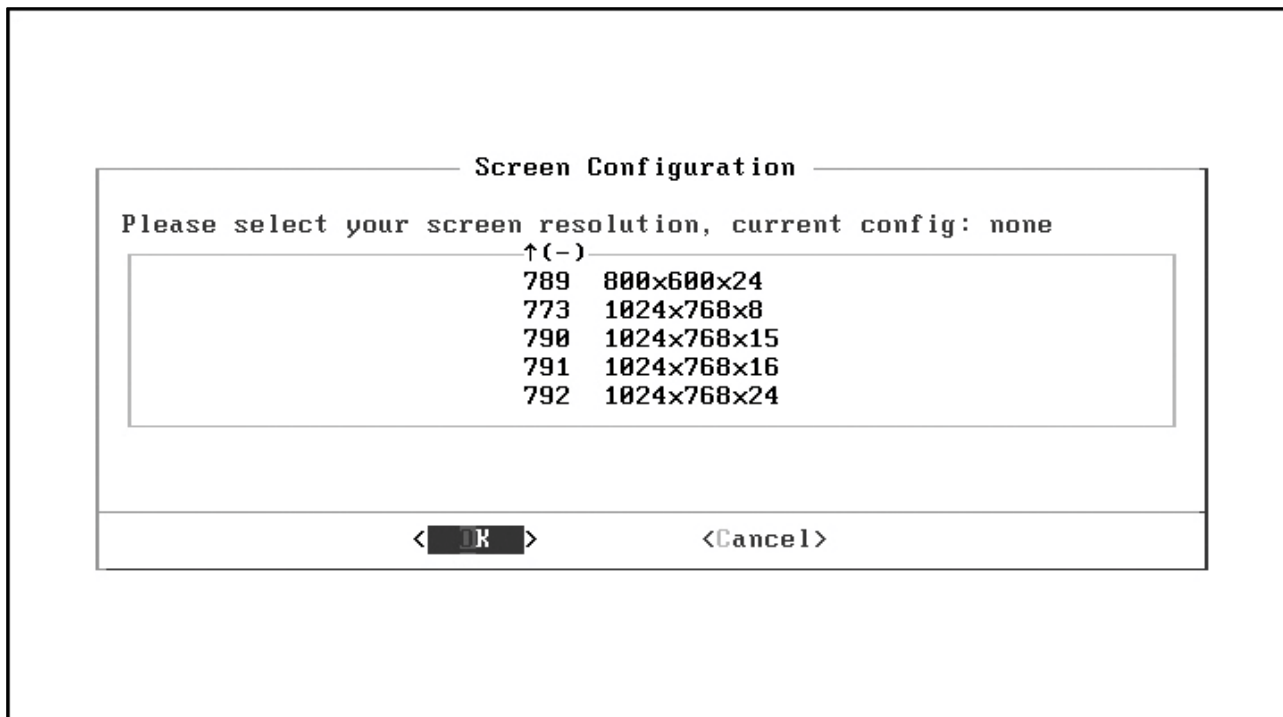 Screen Configuration
Please select your screen resolution, current config: none
↑(-)
789 800x600x24
773 1024x768x8
790 1024x768x15
791 1024x768x16
792 1024x768x24
< OK > <Cancel>